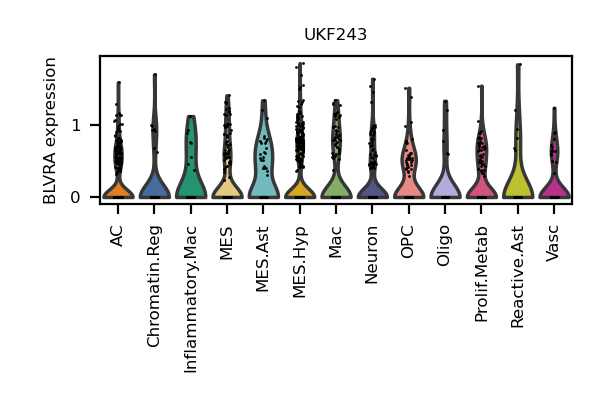 UKF243
BLVRA expression
1
0
AC
Chromatin.Reg
Inflammatory.Mac
MES
MES.Ast
MES.Hyp
Mac
Neuron
OPC
Oligo
Prolif.Metab
Reactive.Ast
Vasc